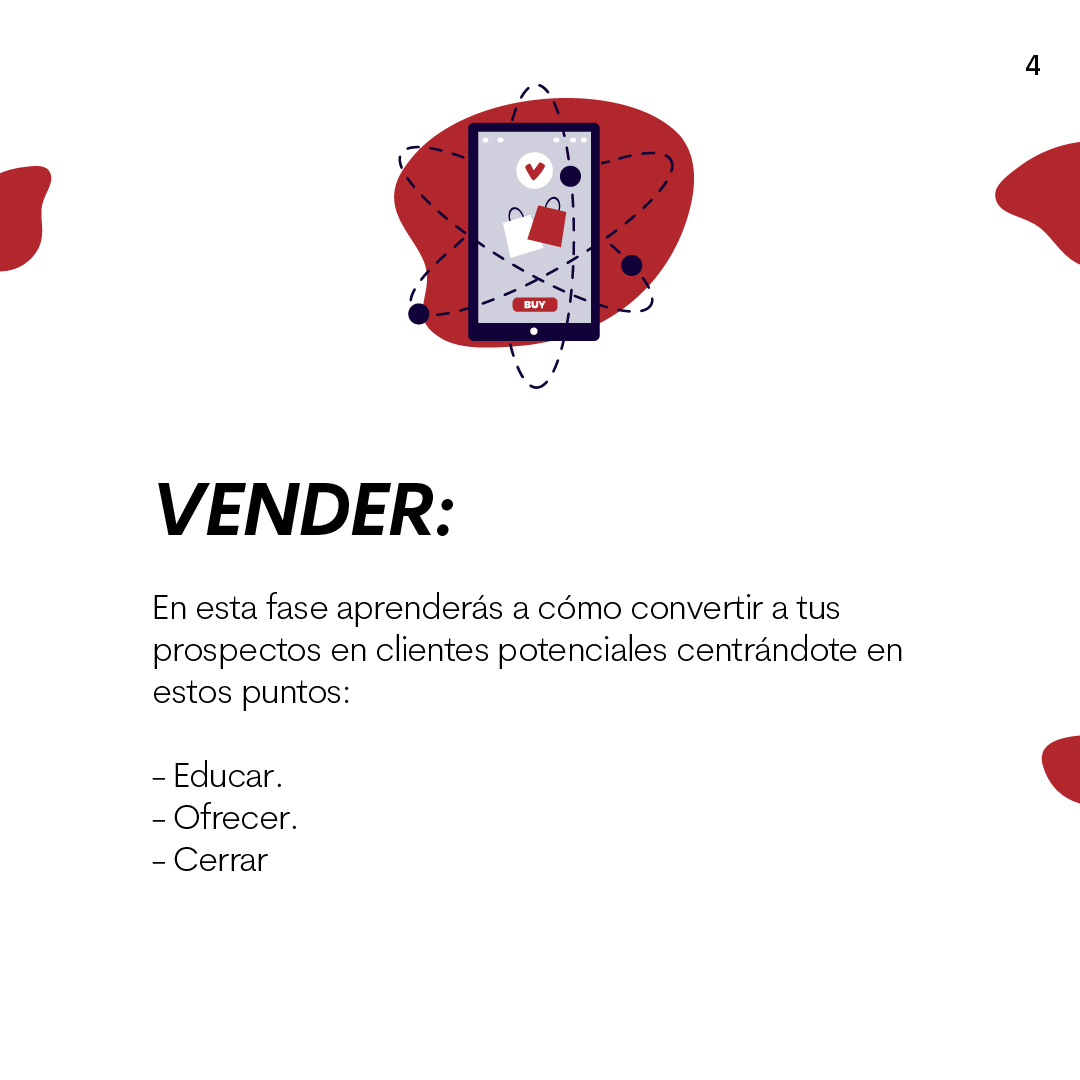 4
BUY
VENDER:
En esta fase aprenderás a cómo convertir a tus
prospectos en clientes potenciales centrándote en
estos puntos:
- Educar.
- Ofrecer.
- Cerrar